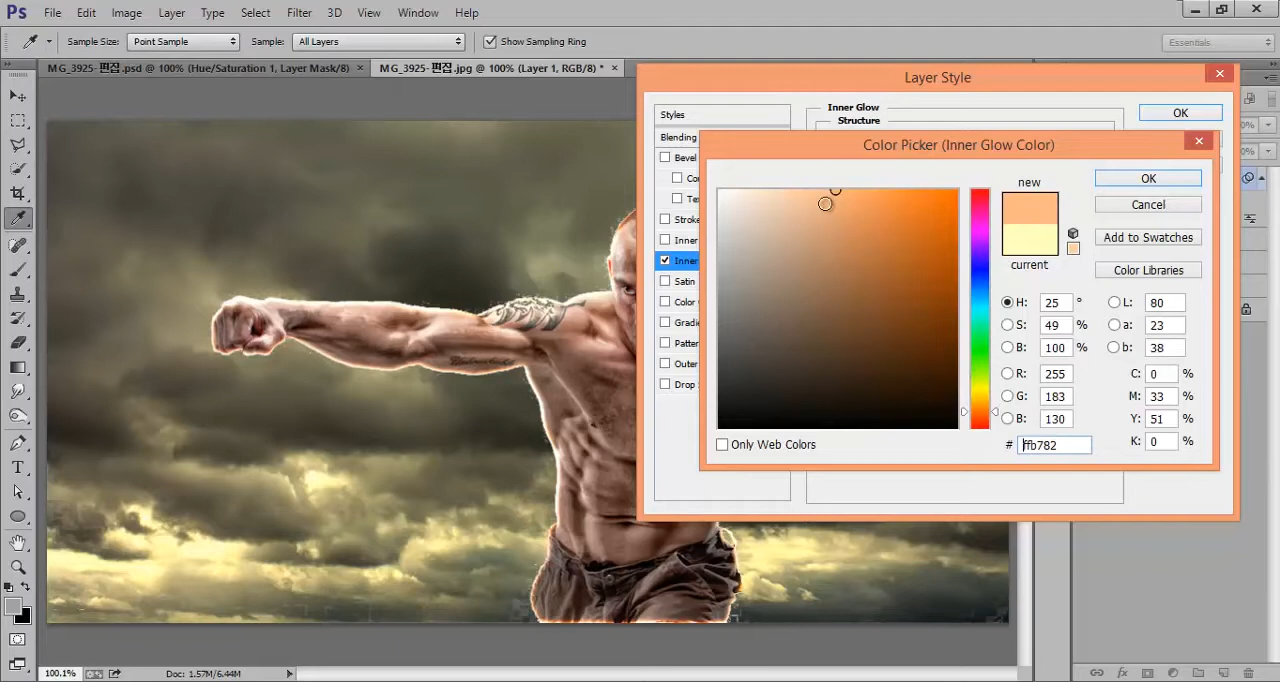 Ps File Edit Image Layer Type Select Filter 3D View Window Help
Sample Size: Point Sample Sample: All Layers Show Sampling Ring Essentials
MG_3925-편집.psd @ 100% (Hue/Saturation 1, Layer Mask/8) × MG_3925-편집.jpg @ 100% (Layer 1, RGB/8) * ×
Layer Style
Styles
Inner Glow
OK
Structure
Blending
Bevel
Con
Tex
Stroke
Inner
Inner
Satin
Color
Gradi
Patter
Outer
Drop
Color Picker (Inner Glow Color)
new
current
OK
Cancel
Add to Swatches
Color Libraries
H: 25 ° L: 80
S: 49 % a: 23
B: 100 % b: 38
R: 255 C: 0 %
G: 183 M: 33 %
B: 130 Y: 51 %
K: 0 %
Only Web Colors # ffb782
0%
0%
100.1% Doc: 1.57M/6.44M